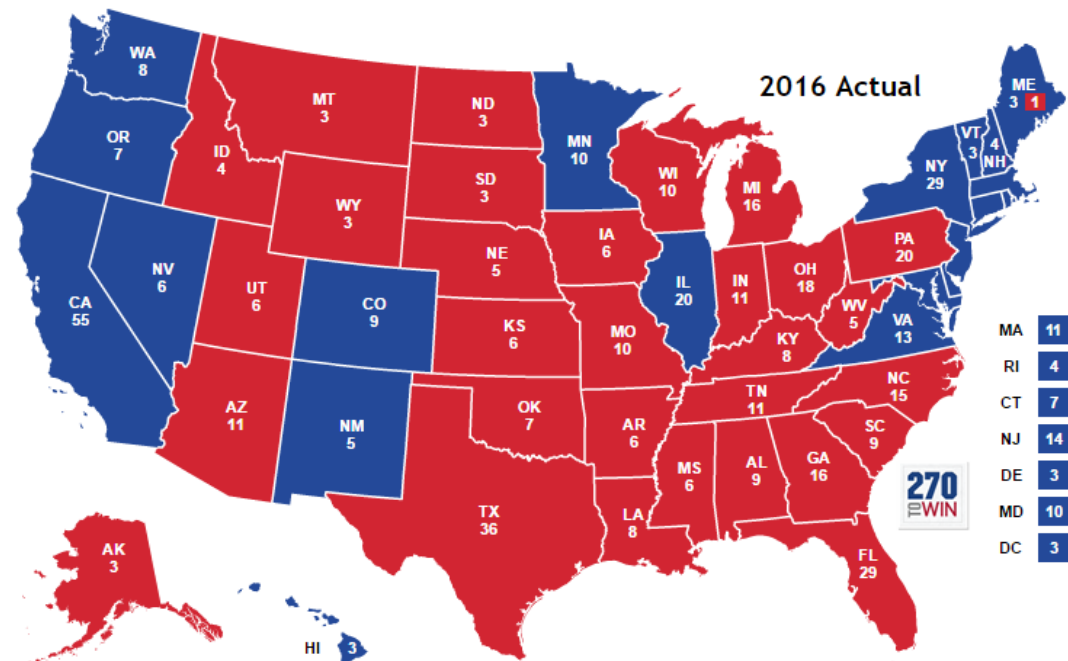 2016 Actual
WA
8
OR
7
CA
55
NV
6
ID
4
MT
3
WY
3
UT
6
CO
9
AZ
11
NM
5
ND
3
SD
3
NE
5
KS
6
OK
7
TX
36
MN
10
IA
6
MO
10
AR
6
LA
8
WI
10
IL
20
MI
16
IN
11
OH
18
KY
8
TN
11
MS
6
AL
9
GA
16
FL
29
SC
9
NC
15
VA
13
WV
5
PA
20
NY
29
VT
3
4
NH
ME
3 1
MA 11
RI 4
CT 7
NJ 14
DE 3
MD 10
DC 3
270
TO WIN
AK
3
HI 3